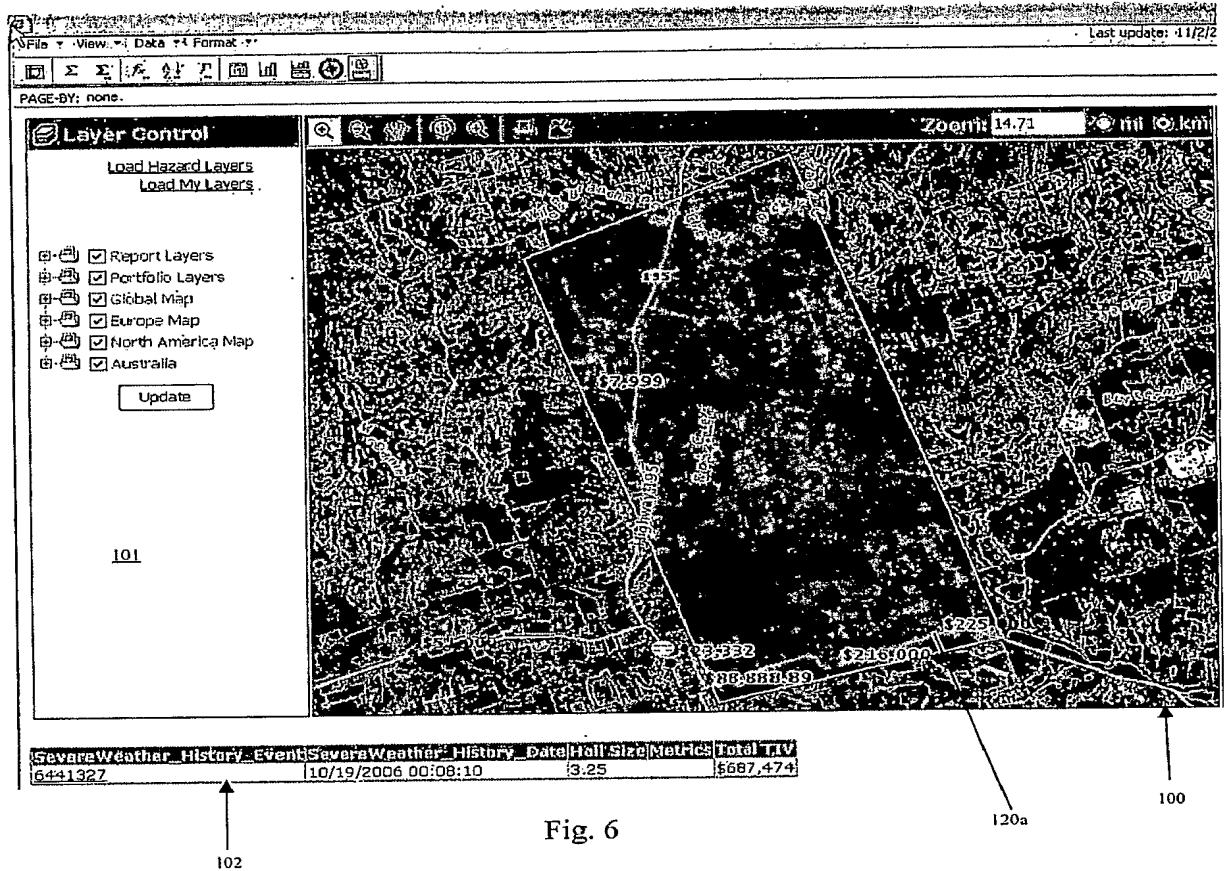 Last update: 11/2/2
File View Data Format
PAGE-BY: none.
Layer Control
Zoom: 14.71 mi km
Load Hazard Layers
Load My Layers
Report Layers
Portfolio Layers
Global Map
Europe Map
North America Map
Australia
Update
101
$7,999
$225
$216,000
$86,888.89
SevereWeather_History_Event SevereWeather_History_Date Hail Size Metrics Total TIV
6441327 10/19/2006 00:08:10 3.25 $687,474
102
120a
100
Fig. 6